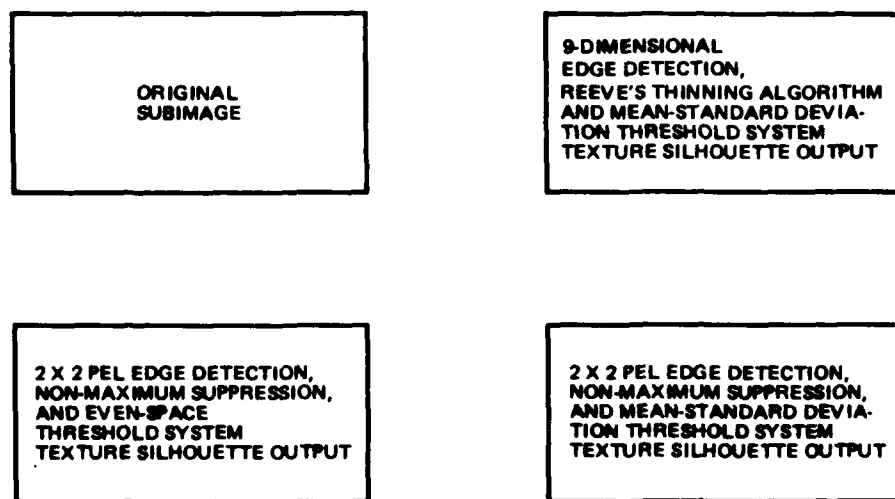 ORIGINAL
SUBIMAGE
9-DIMENSIONAL
EDGE DETECTION,
REEVE'S THINNING ALGORITHM
AND MEAN-STANDARD DEVIA-
TION THRESHOLD SYSTEM
TEXTURE SILHOUETTE OUTPUT
2 X 2 PEL EDGE DETECTION,
NON-MAXIMUM SUPPRESSION,
AND EVEN-SPACE
THRESHOLD SYSTEM
TEXTURE SILHOUETTE OUTPUT
2 X 2 PEL EDGE DETECTION,
NON-MAXIMUM SUPPRESSION,
AND MEAN-STANDARD DEVIA-
TION THRESHOLD SYSTEM
TEXTURE SILHOUETTE OUTPUT